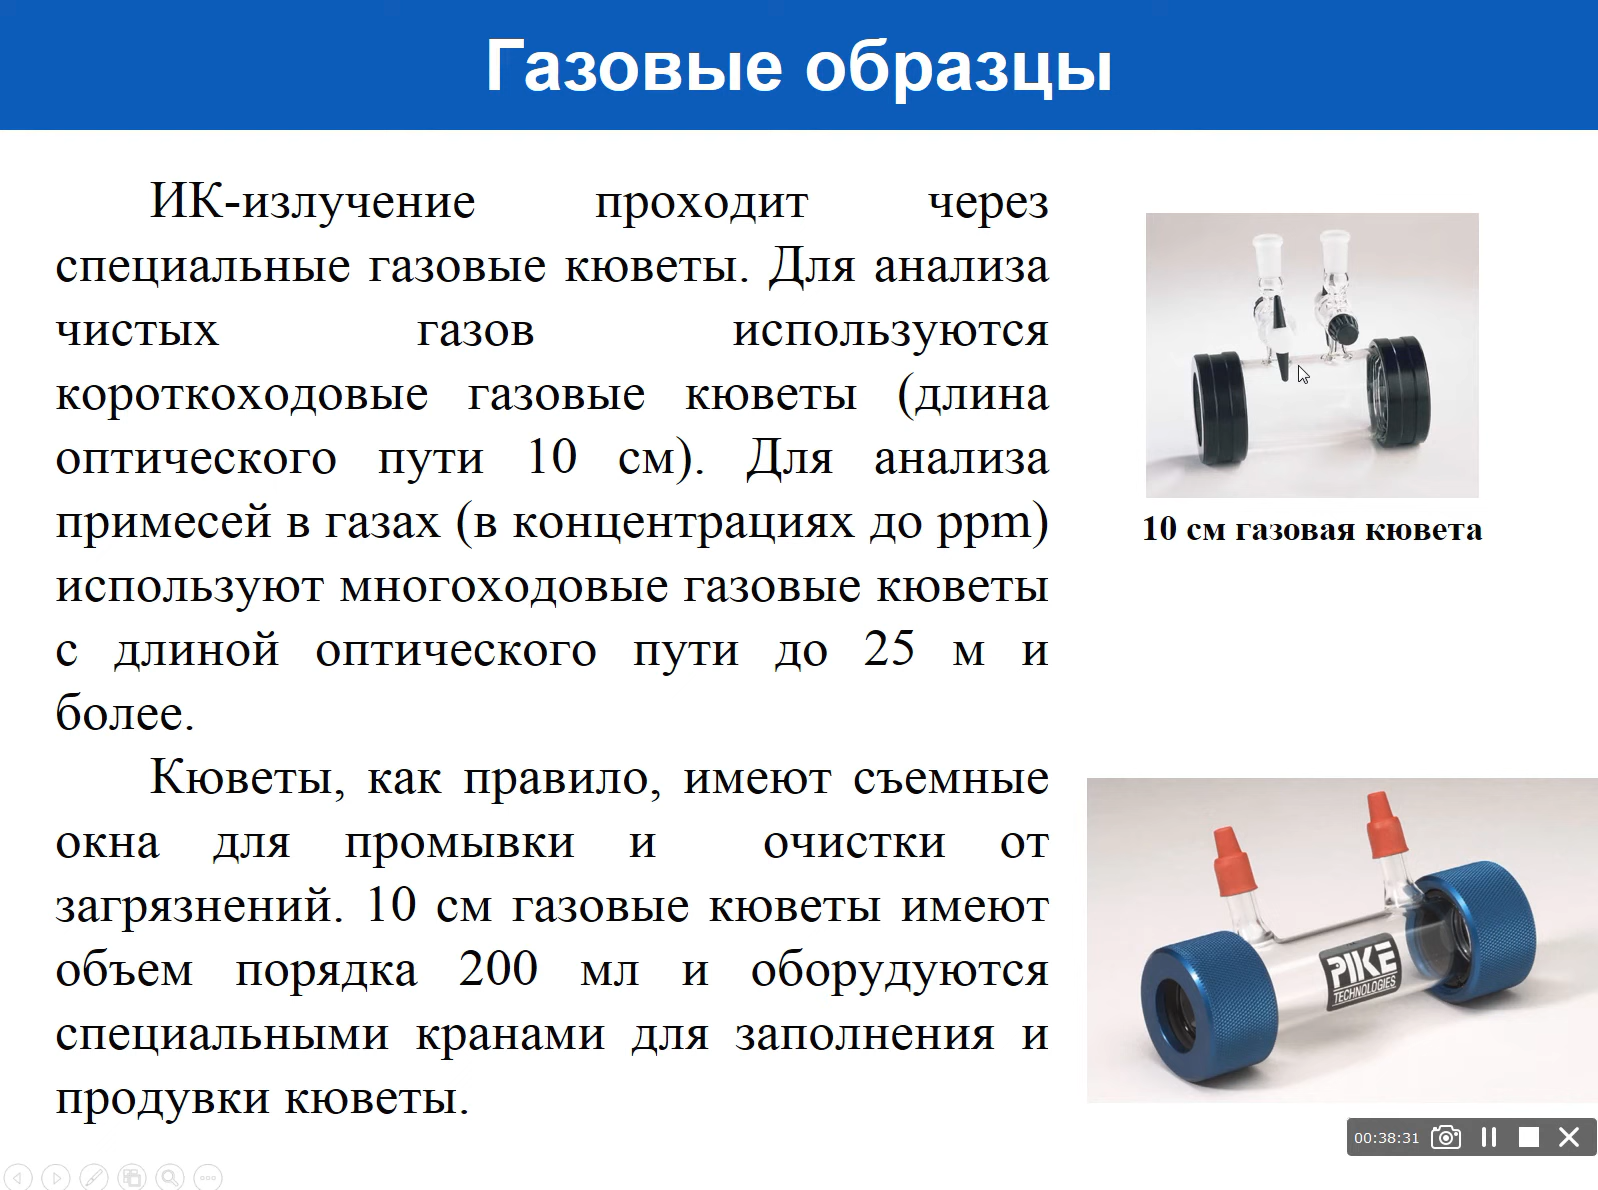 Газовые образцы
ИК-излучение проходит через
специальные газовые кюветы. Для анализа
чистых газов используются
короткоходовые газовые кюветы (длина
оптического пути 10 см). Для анализа
примесей в газах (в концентрациях до ppm)
используют многоходовые газовые кюветы
с длиной оптического пути до 25 м и
более.
Кюветы, как правило, имеют съемные
окна для промывки и очистки от
загрязнений. 10 см газовые кюветы имеют
объем порядка 200 мл и оборудуются
специальными кранами для заполнения и
продувки кюветы.
10 см газовая кювета
PIKE
TECHNOLOGIES
00:38:31